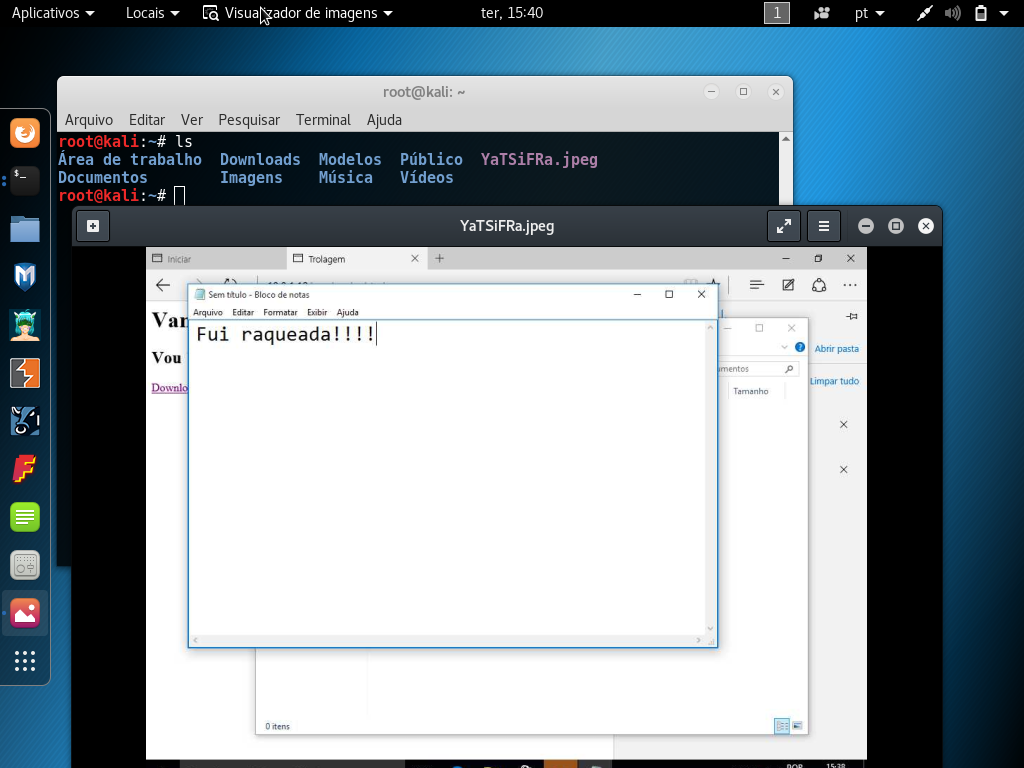 Aplicativos Locais Visualizador de imagens ter, 15:40 1 pt
root@kali: ~
Arquivo Editar Ver Pesquisar Terminal Ajuda
root@kali:~# ls
Área de trabalho Downloads Modelos Público YaTSiFRa.jpeg
Documentos Imagens Música Vídeos
root@kali:~#
YaTSiFRa.jpeg
Iniciar Trolagem
Sem título - Bloco de notas
Arquivo Editar Formatar Exibir Ajuda
Fui raqueada!!!!
Van
Vou
Downlo
Abrir pasta
umentos
Limpar tudo
Tamanho
0 itens
POR 15:38